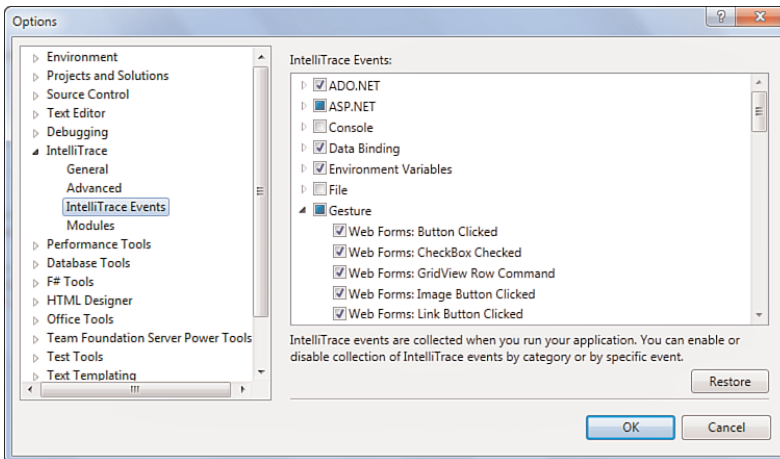 Options
Environment
Projects and Solutions
Source Control
Text Editor
Debugging
IntelliTrace
General
Advanced
IntelliTrace Events
Modules
Performance Tools
Database Tools
F# Tools
HTML Designer
Office Tools
Team Foundation Server Power Tools
Test Tools
Text Templating
IntelliTrace Events:
ADO.NET
ASP.NET
Console
Data Binding
Environment Variables
File
Gesture
Web Forms: Button Clicked
Web Forms: CheckBox Checked
Web Forms: GridView Row Command
Web Forms: Image Button Clicked
Web Forms: Link Button Clicked
IntelliTrace events are collected when you run your application. You can enable or
disable collection of IntelliTrace events by category or by specific event.
Restore
OK
Cancel